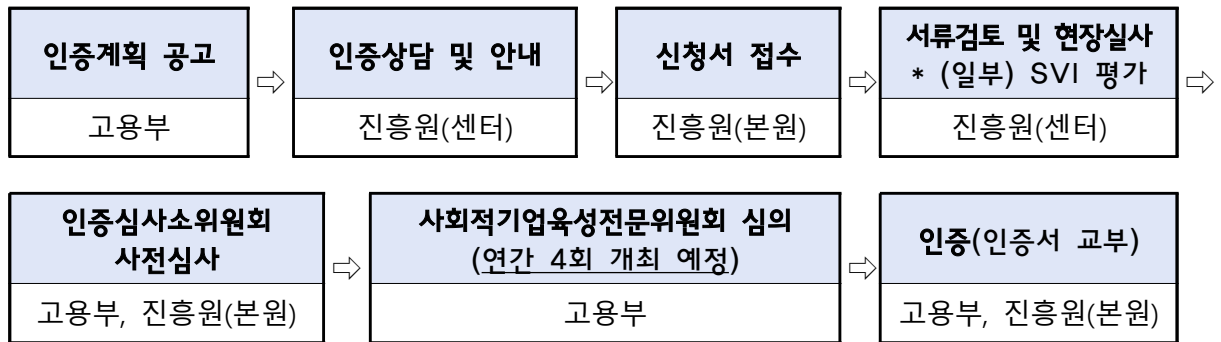 인증계획 공고
고용부
⇨
인증상담 및 안내
진흥원(센터)
⇨
신청서 접수
진흥원(본원)
⇨
서류검토 및 현장실사
* (일부) SVI 평가
진흥원(센터)
⇨
인증심사소위원회
사전심사
고용부, 진흥원(본원)
⇨
사회적기업육성전문위원회 심의
(연간 4회 개최 예정)
고용부
⇨
인증(인증서 교부)
고용부, 진흥원(본원)